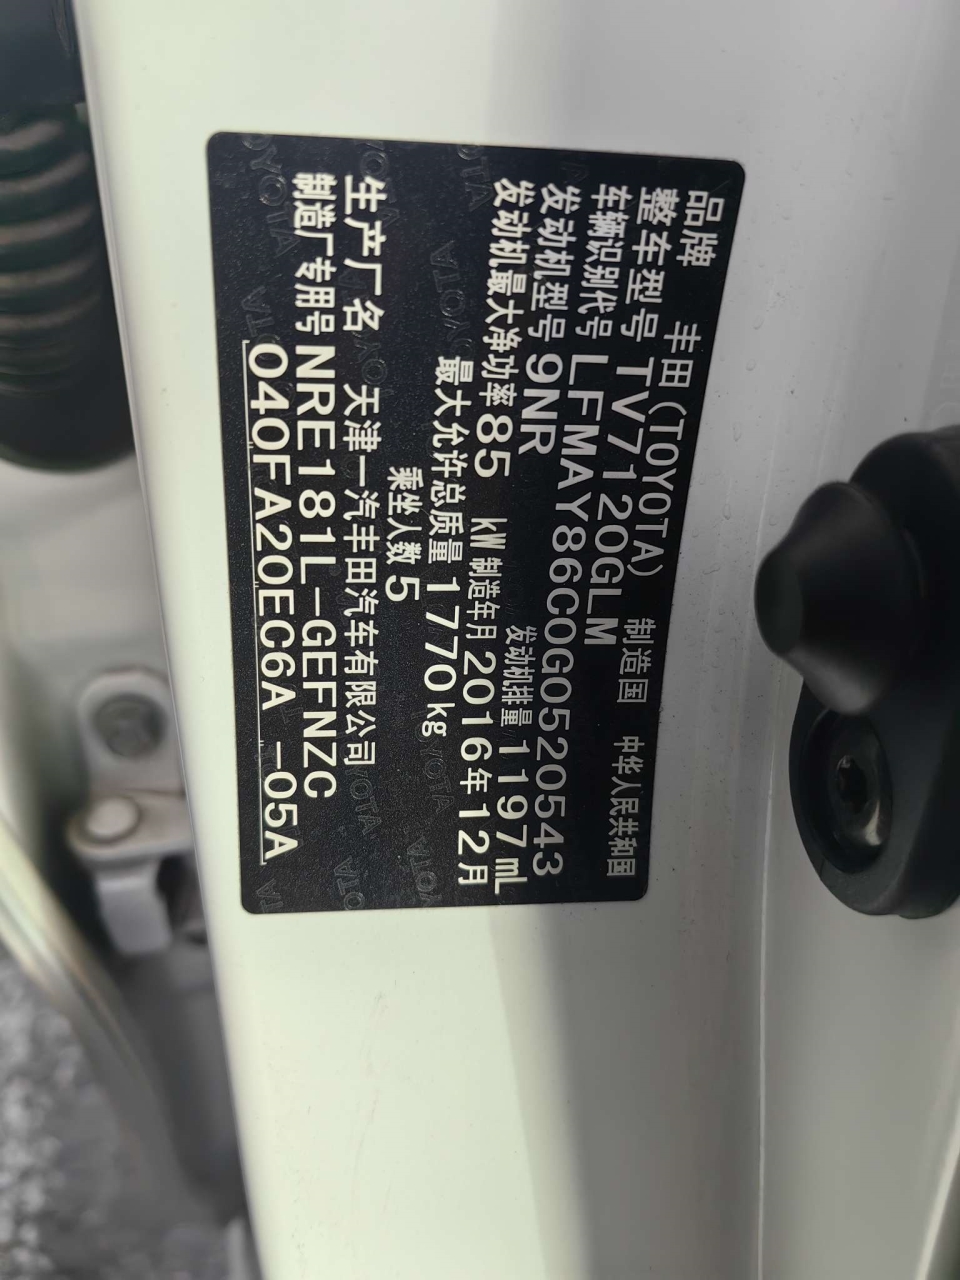 品牌 丰田(TOYOTA) 制造国 中华人民共和国
整车型号 TV7120GLM
车辆识别代号 LFMAY86C0G0520543
发动机型号 9NR 发动机排量 1197 mL
发动机最大净功率 85 kW 制造年月 2016年12月
最大允许总质量 1770 kg
乘坐人数 5
生产厂名 天津一汽丰田汽车有限公司
制造厂专用号 NRE181L-GEFNZC
040FA20EC6A -05A